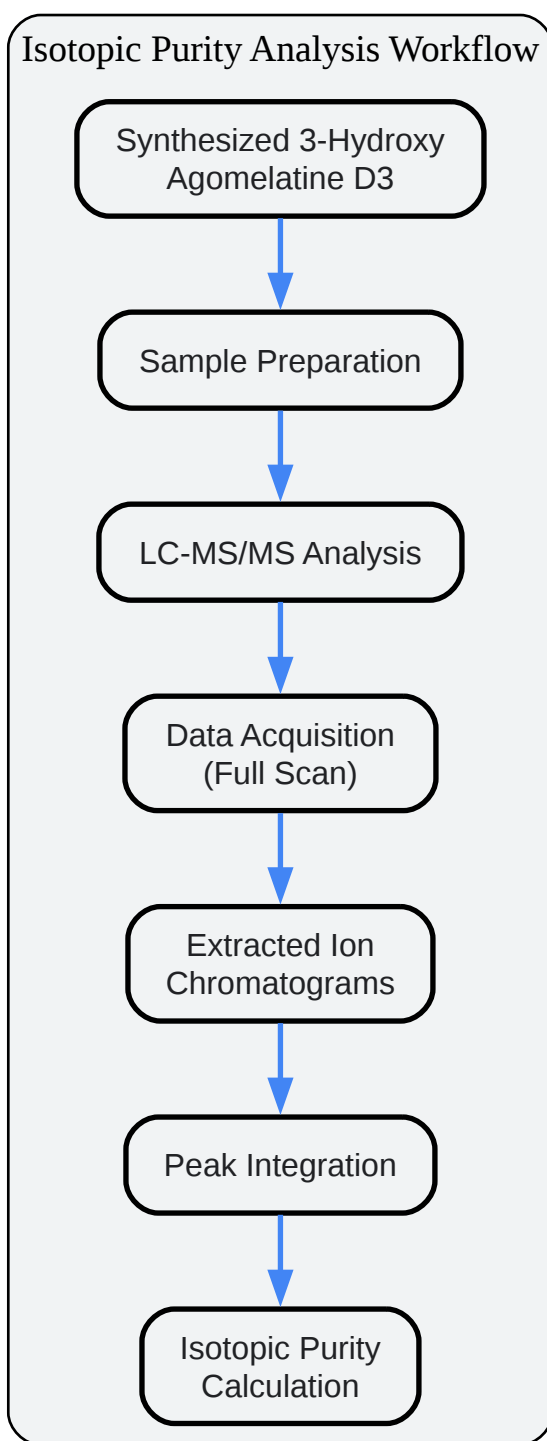 Isotopic Purity Analysis Workflow
Synthesized 3-Hydroxy
Agomelatine D3
Sample Preparation
LC-MS/MS Analysis
Data Acquisition
(Full Scan)
Extracted Ion
Chromatograms
Peak Integration
Isotopic Purity
Calculation